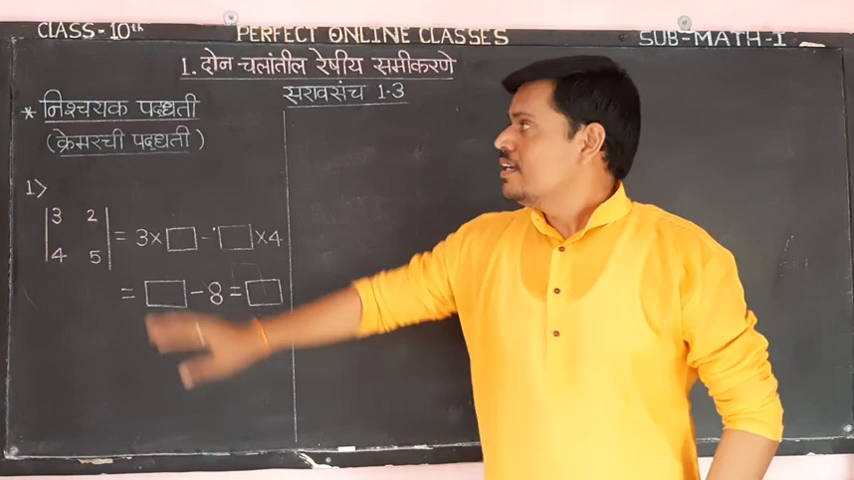 CLASS-10th PERFECT ONLINE CLASSES SUB-MATH-I
1. दोन चलांतील रेषीय समीकरणे
सरावसंच 1.3
* निश्चयक पद्धती
(क्रेमरची पद्धती)
1>
|3 2|
|4 5| = 3×□ - □×4
= □ - 8 = □